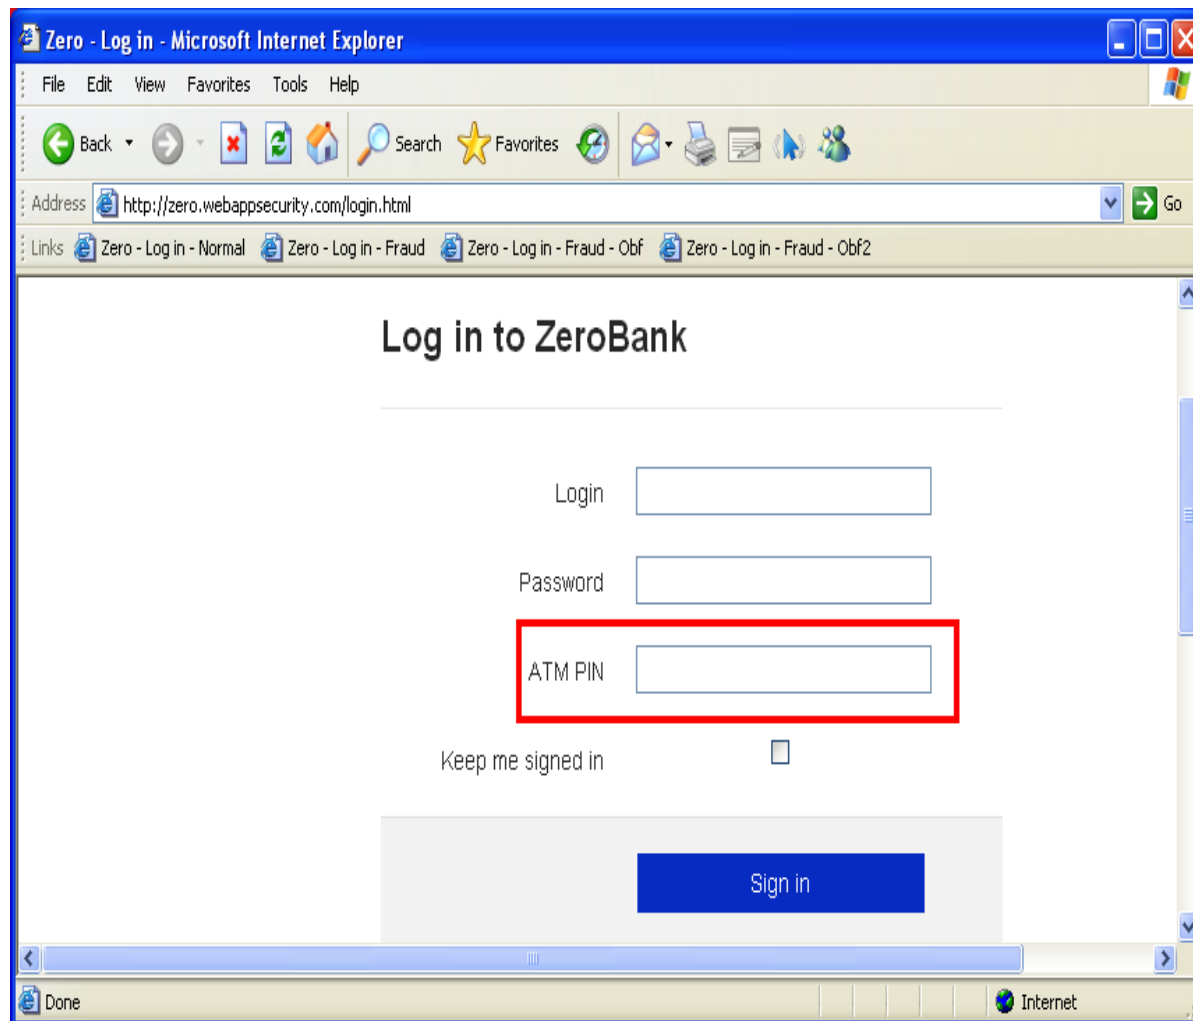 Zero - Log in - Microsoft Internet Explorer
File Edit View Favorites Tools Help
Back Search Favorites
Address http://zero.webappsecurity.com/login.html Go
Links Zero - Log in - Normal Zero - Log in - Fraud Zero - Log in - Fraud - Obf Zero - Log in - Fraud - Obf2
Log in to ZeroBank
Login
Password
ATM PIN
Keep me signed in
Sign in
Done Internet